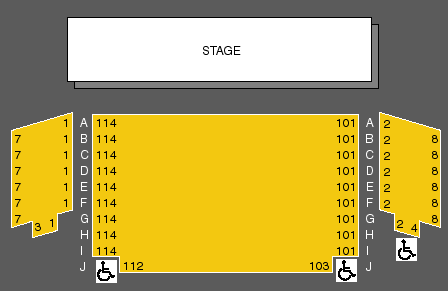 STAGE
1 A 114 101 A 2
7 1 B 114 101 B 2 8
7 1 C 114 101 C 2 8
7 1 D 114 101 D 2 8
7 1 E 114 101 E 2 8
7 1 F 114 101 F 2 8
7 3 1 G 114 101 G 2 4 8
H 114 101 H
I 114 101 I
J 112 103 J